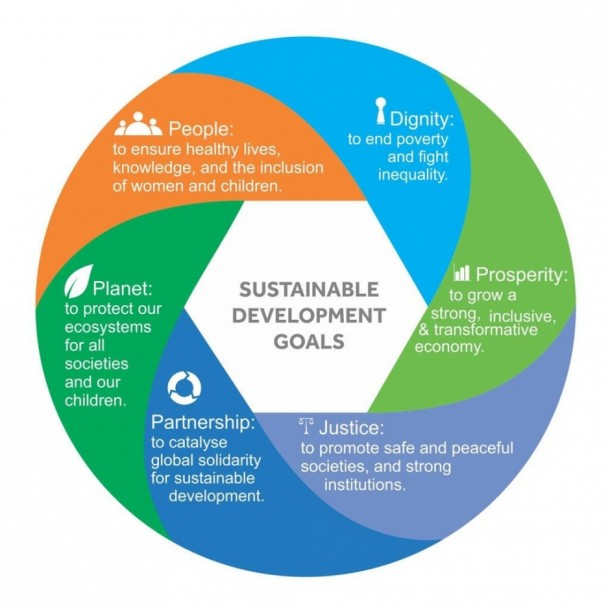 People:
to ensure healthy lives,
knowledge, and the inclusion
of women and children.
Dignity:
to end poverty
and fight
inequality.
Prosperity:
to grow a
strong, inclusive,
& transformative
economy.
Justice:
to promote safe and peaceful
societies, and strong
institutions.
Partnership:
to catalyse
global solidarity
for sustainable
development.
Planet:
to protect our
ecosystems
for all
societies
and our
children.
SUSTAINABLE
DEVELOPMENT
GOALS